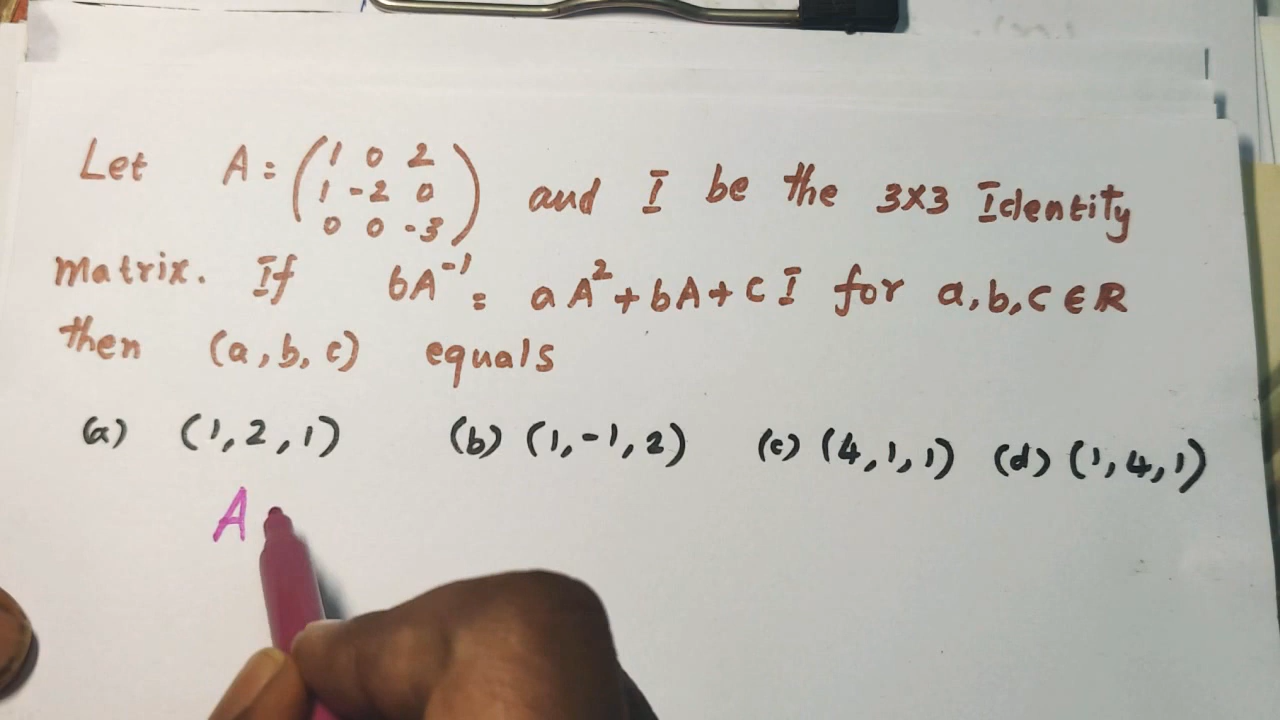 Let A = (1 0 2
1 -2 0
0 0 -3) and I be the 3x3 Identity
matrix. If bA⁻¹ = aA² + bA + cI for a,b,c ∈ ℝ
then (a, b, c) equals
(a) (1, 2, 1) (b) (1, -1, 2) (c) (4, 1, 1) (d) (1, 4, 1)
A